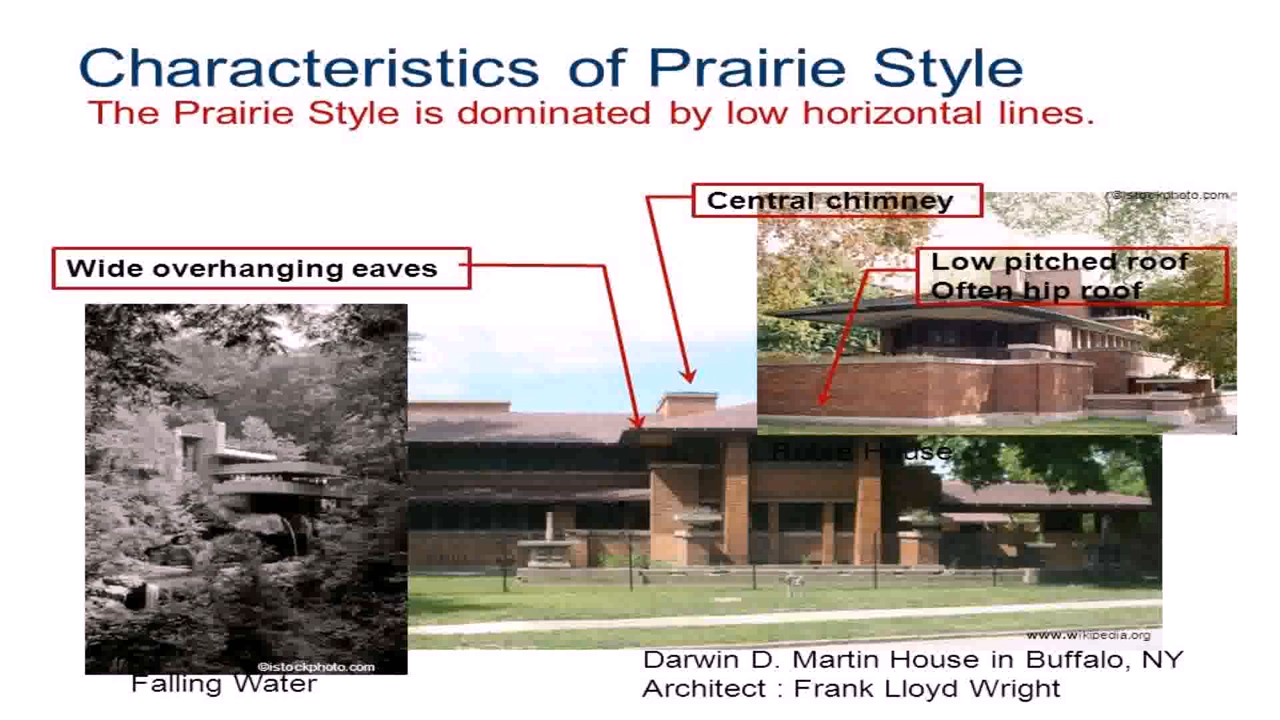 Characteristics of Prairie Style
The Prairie Style is dominated by low horizontal lines.
Central chimney
©istockphoto.com
Wide overhanging eaves
Low pitched roof
Often hip roof
Robie House
www.wikipedia.org
©istockphoto.com
Falling Water
Darwin D. Martin House in Buffalo, NY
Architect : Frank Lloyd Wright